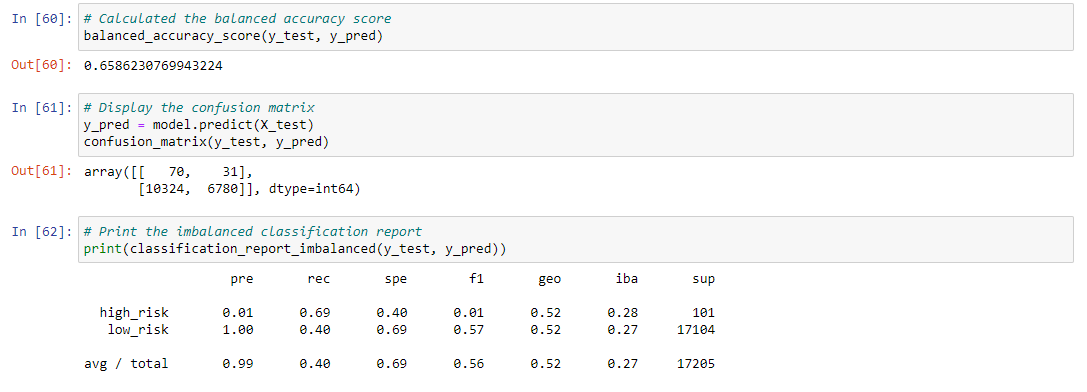 In [60]: # Calculated the balanced accuracy score
balanced_accuracy_score(y_test, y_pred)
Out[60]: 0.6586230769943224
In [61]: # Display the confusion matrix
y_pred = model.predict(X_test)
confusion_matrix(y_test, y_pred)
Out[61]: array([[   70,    31],
       [10324,  6780]], dtype=int64)
In [62]: # Print the imbalanced classification report
print(classification_report_imbalanced(y_test, y_pred))
pre rec spe f1 geo iba sup
high_risk 0.01 0.69 0.40 0.01 0.52 0.28 101
low_risk 1.00 0.40 0.69 0.57 0.52 0.27 17104
avg / total 0.99 0.40 0.69 0.56 0.52 0.27 17205